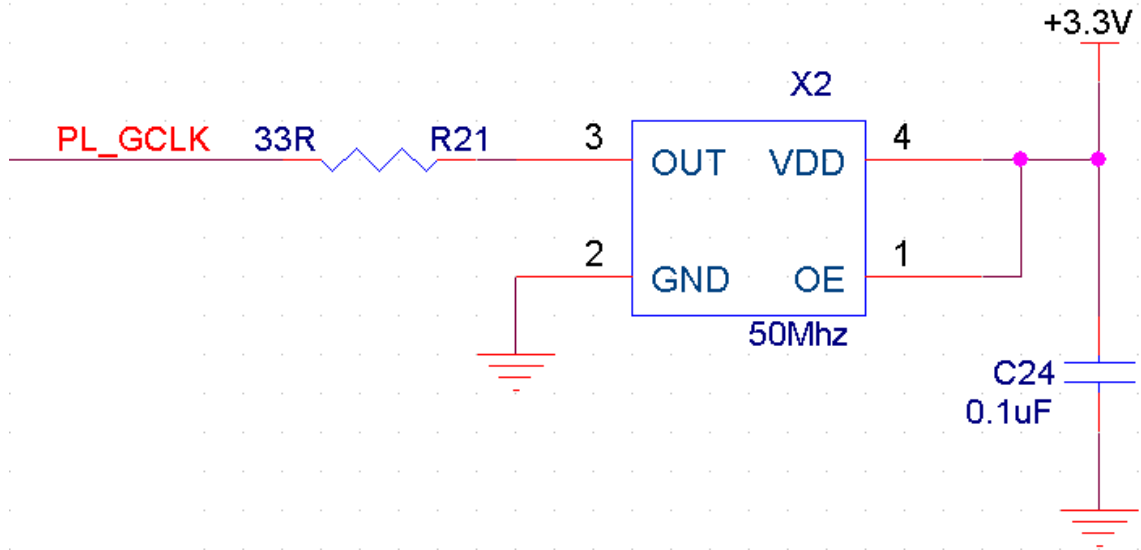 +3.3V
X2
PL_GCLK 33R R21 3 OUT VDD 4
2 GND OE 1
50Mhz
C24
0.1uF